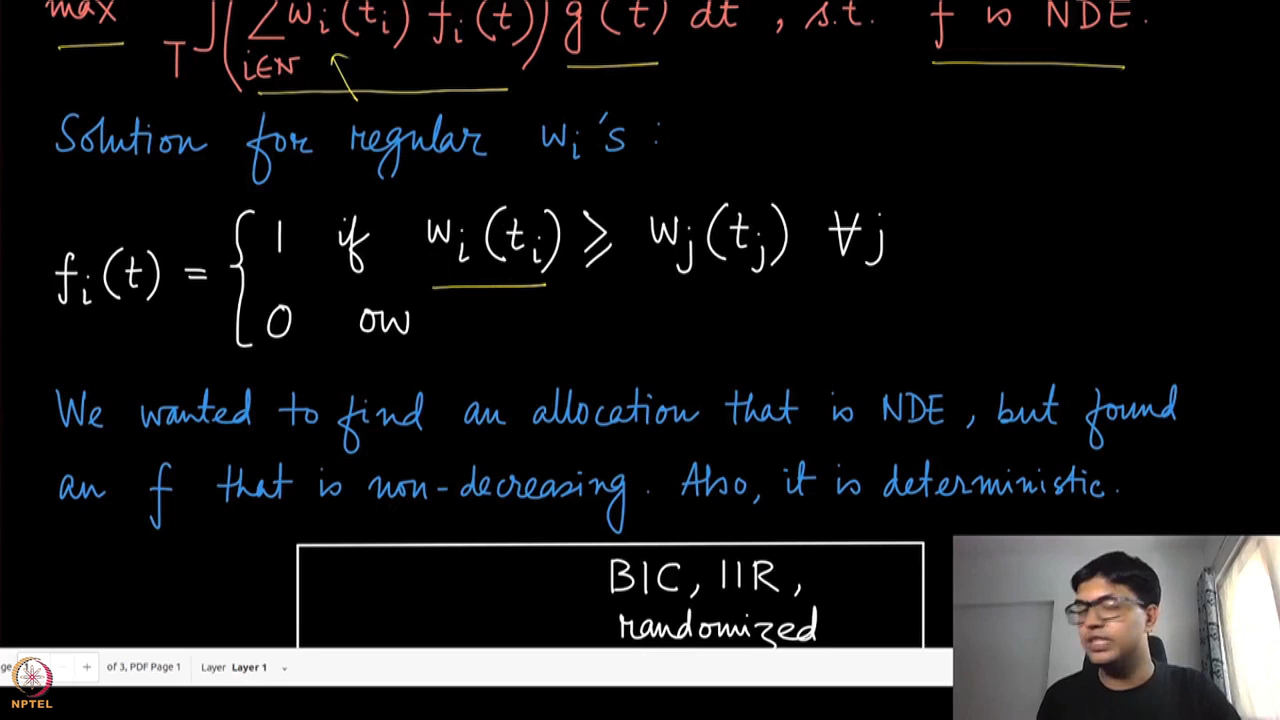 max ∫_T (∑_{i∈N} w_i(t_i) f_i(t)) g(t) dt , s.t. f is NDE.
Solution for regular w_i's :
f_i(t) = { 1 if w_i(t_i) ⩾ w_j(t_j) ∀j
0 ow
We wanted to find an allocation that is NDE, but found
an f that is non-decreasing. Also, it is deterministic.
BIC, IIR,
randomized
ge 1 - + of 3, PDF Page 1 Layer Layer 1
NPTEL